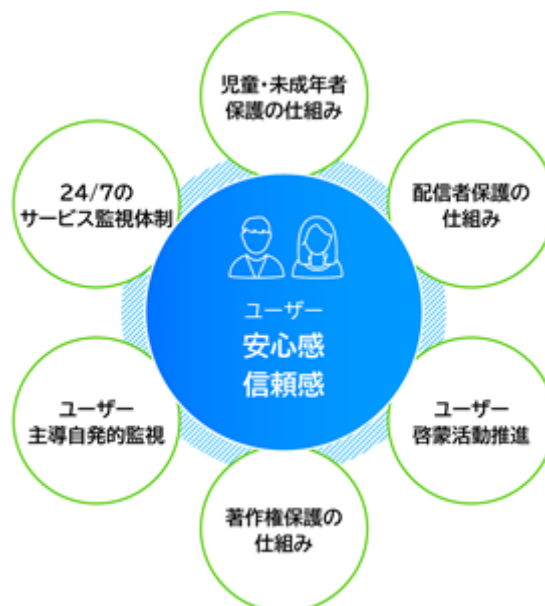 児童・未成年者
保護の仕組み
24/7の
サービス監視体制
配信者保護の
仕組み
ユーザー
安心感
信頼感
ユーザー
主導自発的監視
ユーザー
啓蒙活動推進
著作権保護の
仕組み